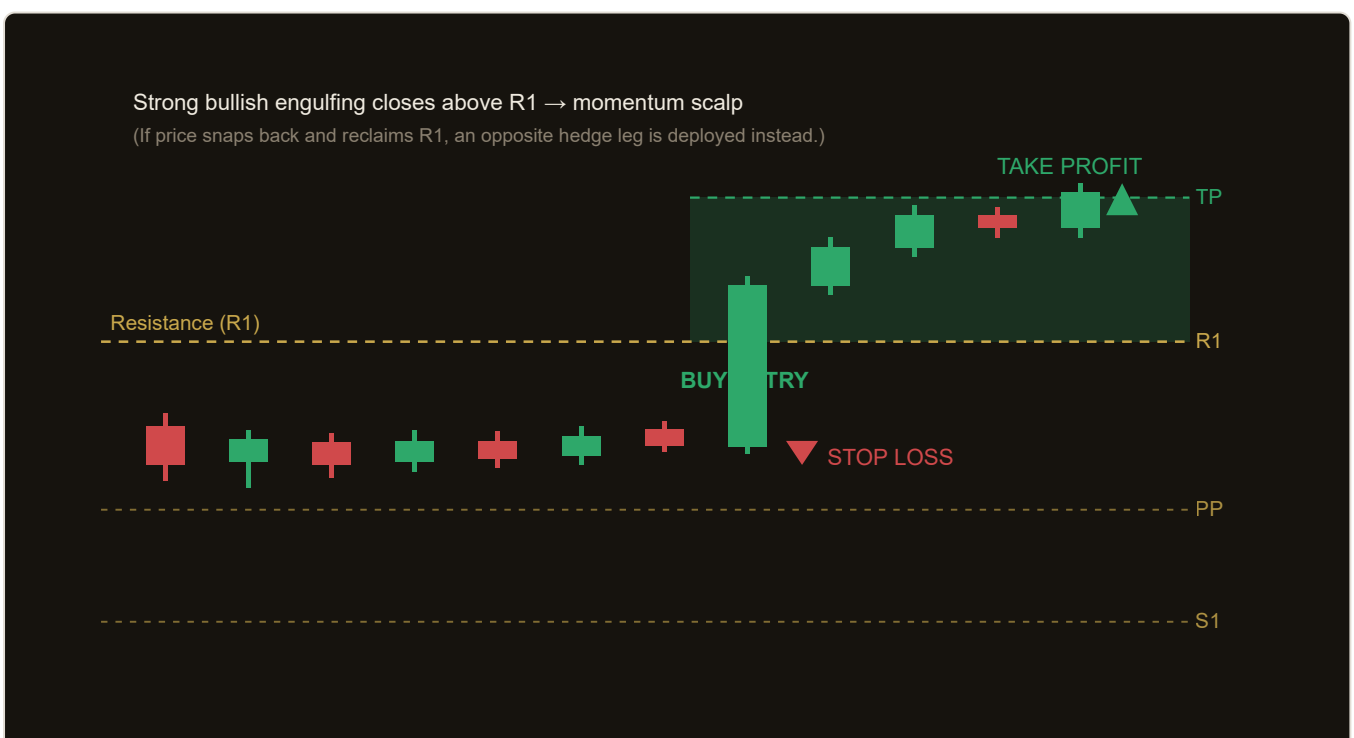 Strong bullish engulfing closes above R1 → momentum scalp
(If price snaps back and reclaims R1, an opposite hedge leg is deployed instead.)
TAKE PROFIT
TP
Resistance (R1)
R1
BUY TRY
STOP LOSS
PP
S1